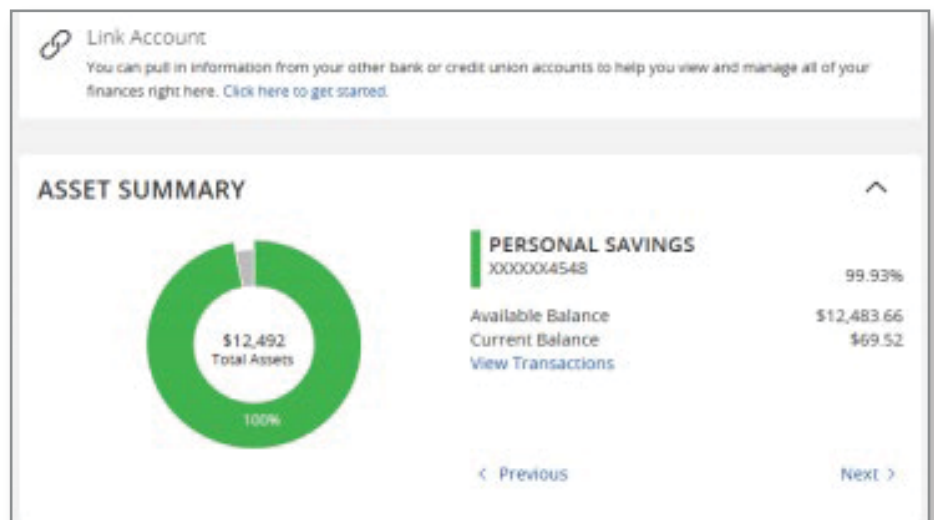 Link Account
You can pull in information from your other bank or credit union accounts to help you view and manage all of your
finances right here. Click here to get started.
ASSET SUMMARY
$12,492
Total Assets
100%
PERSONAL SAVINGS
XXXXXX4548
99.93%
Available Balance $12,483.66
Current Balance $69.52
View Transactions
< Previous Next >